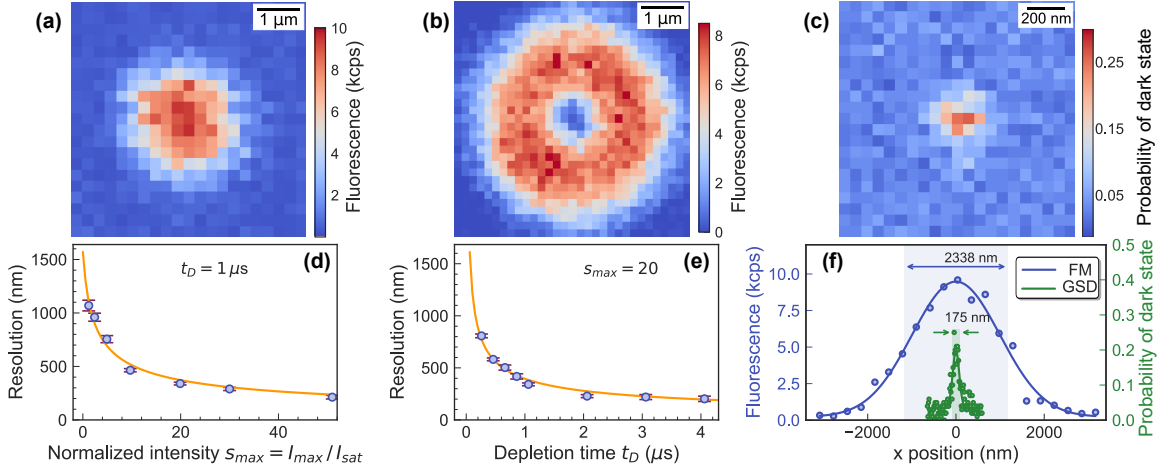 (a)
1 µm
10
8
6
4
2
0
Fluorescence (kcps)
(b)
1 µm
8
6
4
2
0
Fluorescence (kcps)
(c)
200 nm
0.25
0.15
0.05
Probability of dark state
(d)
t_D = 1 µs
1500
1000
500
0
Resolution (nm)
0
20
40
Normalized intensity s_max = I_max / I_sat
(e)
s_max = 20
1500
1000
500
0
Resolution (nm)
0
1
2
3
4
Depletion time t_D (µs)
(f)
2338 nm
175 nm
FM
GSD
10.0
7.5
5.0
2.5
0.0
Fluorescence (kcps)
0.5
0.4
0.3
0.2
0.1
0.0
Probability of dark state
−2000
0
2000
x position (nm)